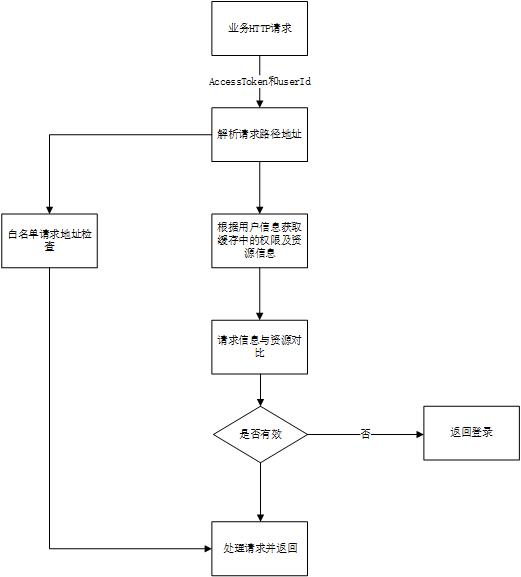 业务HTTP请求
AccessToken和userId
解析请求路径地址
白名单请求地址检
查
根据用户信息获取
缓存中的权限及资
源信息
请求信息与资源对
比
是否有效
否
返回登录
处理请求并返回